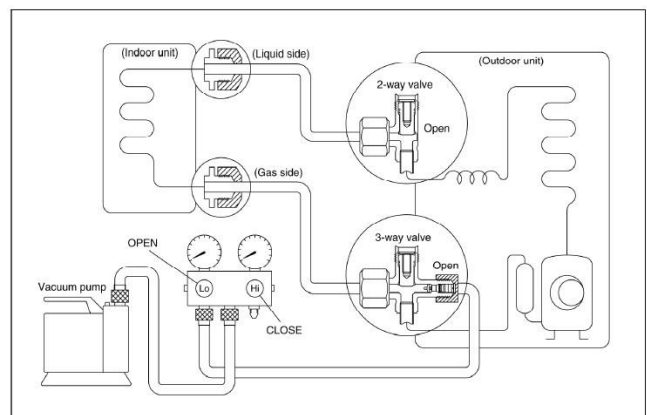 (Indoor unit)
(Liquid side)
(Outdoor unit)
2-way valve
Open
(Gas side)
3-way valve
Open
OPEN
Vacuum pump
Lo
Hi
CLOSE